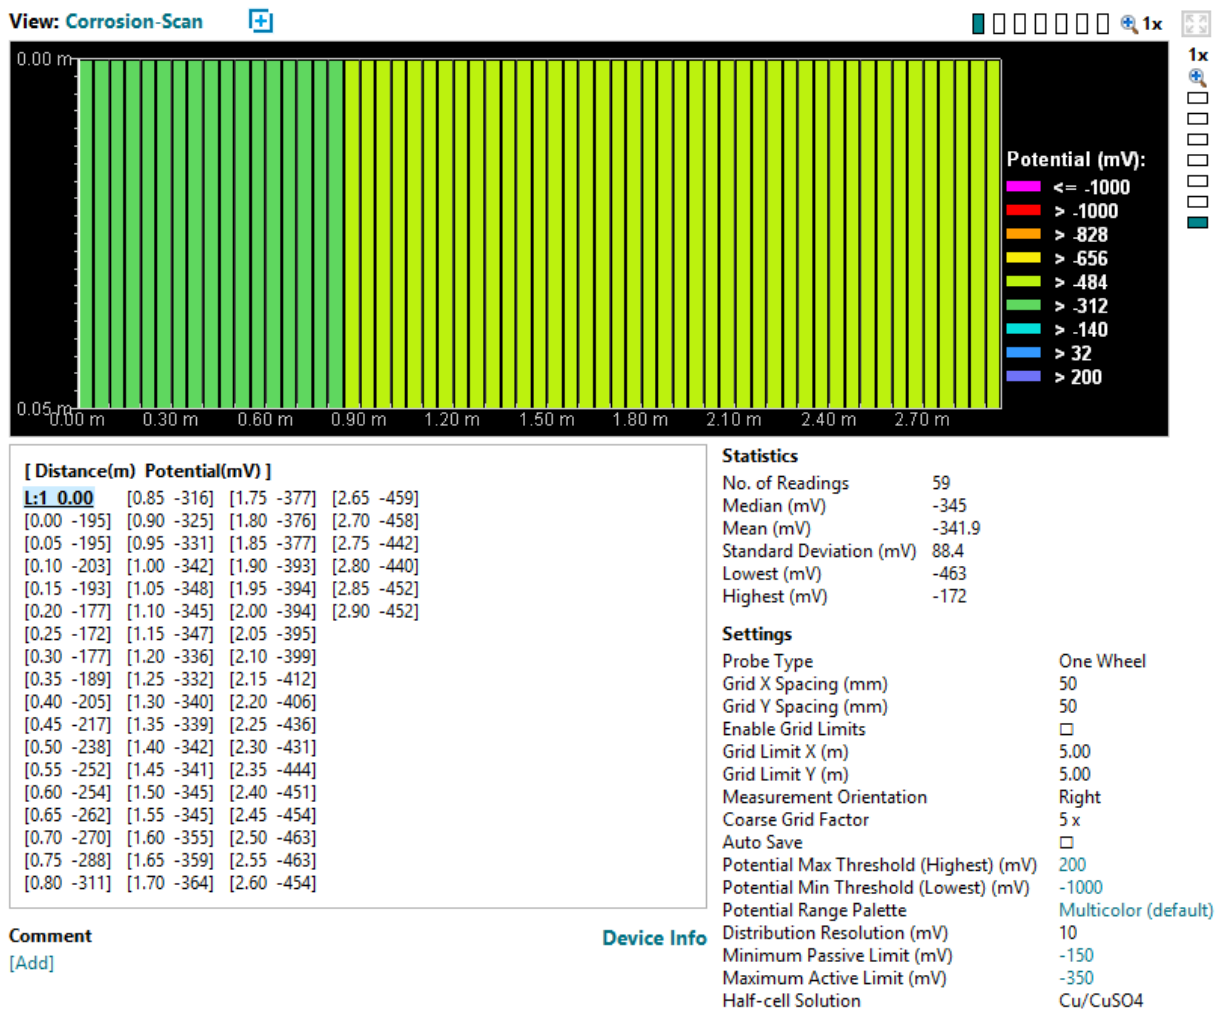 View: Corrosion-Scan
1x
1x
0.00 m
0.05 m
0.00 m 0.30 m 0.60 m 0.90 m 1.20 m 1.50 m 1.80 m 2.10 m 2.40 m 2.70 m
Potential (mV):
<= -1000
> -1000
> -828
> -656
> -484
> -312
> -140
> 32
> 200
[ Distance(m) Potential(mV) ]
L:1 0.00 [0.85 -316] [1.75 -377] [2.65 -459]
[0.00 -195] [0.90 -325] [1.80 -376] [2.70 -458]
[0.05 -195] [0.95 -331] [1.85 -377] [2.75 -442]
[0.10 -203] [1.00 -342] [1.90 -393] [2.80 -440]
[0.15 -193] [1.05 -348] [1.95 -394] [2.85 -452]
[0.20 -177] [1.10 -345] [2.00 -394] [2.90 -452]
[0.25 -172] [1.15 -347] [2.05 -395]
[0.30 -177] [1.20 -336] [2.10 -399]
[0.35 -189] [1.25 -332] [2.15 -412]
[0.40 -205] [1.30 -340] [2.20 -406]
[0.45 -217] [1.35 -339] [2.25 -436]
[0.50 -238] [1.40 -342] [2.30 -431]
[0.55 -252] [1.45 -341] [2.35 -444]
[0.60 -254] [1.50 -345] [2.40 -451]
[0.65 -262] [1.55 -345] [2.45 -454]
[0.70 -270] [1.60 -355] [2.50 -463]
[0.75 -288] [1.65 -359] [2.55 -463]
[0.80 -311] [1.70 -364] [2.60 -454]
Comment
[Add]
Device Info
Statistics
No. of Readings 59
Median (mV) -345
Mean (mV) -341.9
Standard Deviation (mV) 88.4
Lowest (mV) -463
Highest (mV) -172
Settings
Probe Type One Wheel
Grid X Spacing (mm) 50
Grid Y Spacing (mm) 50
Enable Grid Limits
Grid Limit X (m) 5.00
Grid Limit Y (m) 5.00
Measurement Orientation Right
Coarse Grid Factor 5 x
Auto Save
Potential Max Threshold (Highest) (mV) 200
Potential Min Threshold (Lowest) (mV) -1000
Potential Range Palette Multicolor (default)
Distribution Resolution (mV) 10
Minimum Passive Limit (mV) -150
Maximum Active Limit (mV) -350
Half-cell Solution Cu/CuSO4